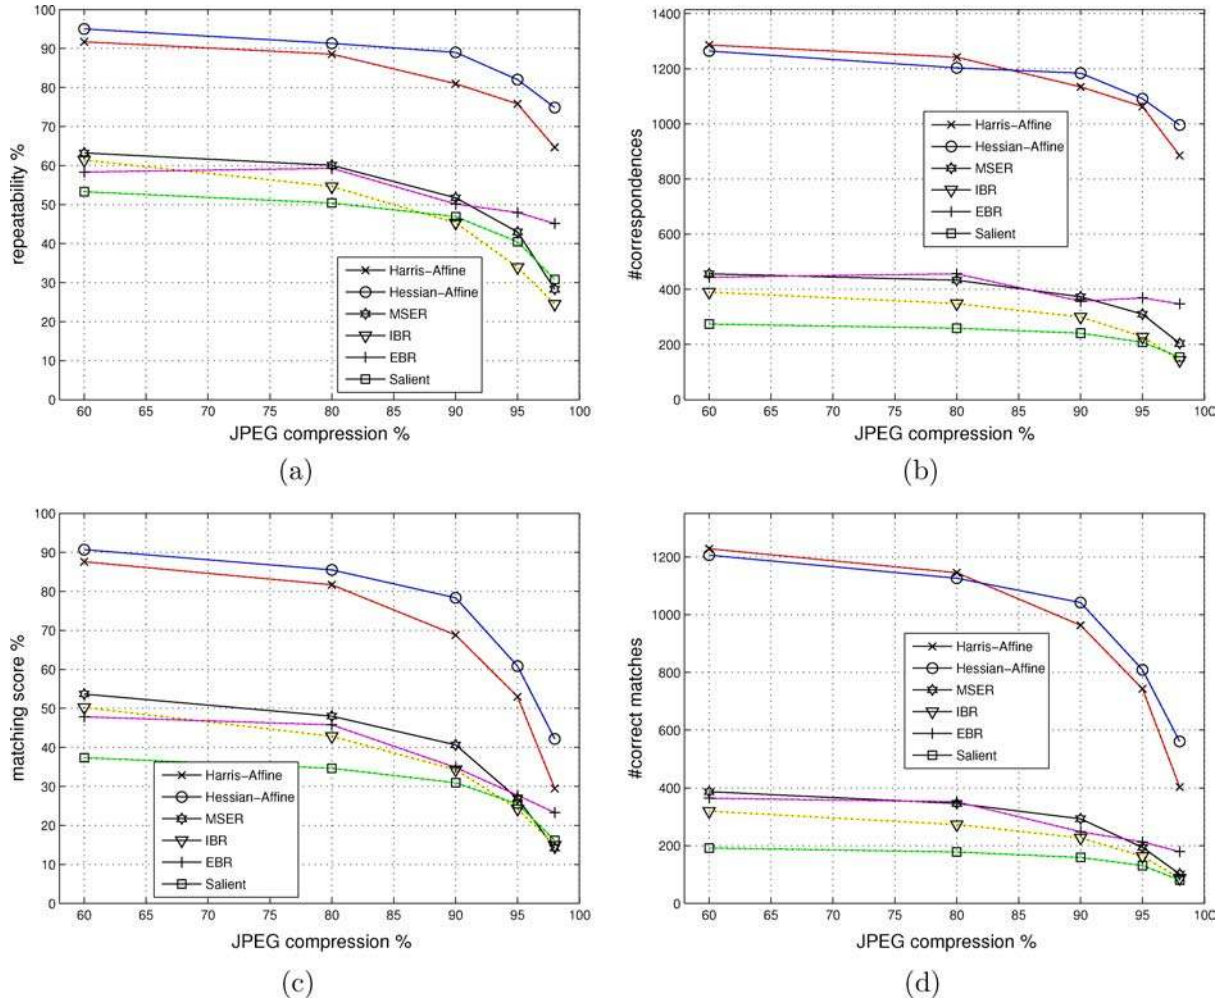 100
90
80
70
60
50
40
30
20
10
0
repeatability %
Harris-Affine
Hessian-Affine
MSER
IBR
EBR
Salient
60 65 70 75 80 85 90 95 100
JPEG compression %
(a)
1400
1200
1000
800
600
400
200
0
#correspondences
Harris-Affine
Hessian-Affine
MSER
IBR
EBR
Salient
60 65 70 75 80 85 90 95 100
JPEG compression %
(b)
100
90
80
70
60
50
40
30
20
10
0
matching score %
Harris-Affine
Hessian-Affine
MSER
IBR
EBR
Salient
60 65 70 75 80 85 90 95 100
JPEG compression %
(c)
1200
1000
800
600
400
200
0
#correct matches
Harris-Affine
Hessian-Affine
MSER
IBR
EBR
Salient
60 65 70 75 80 85 90 95 100
JPEG compression %
(d)